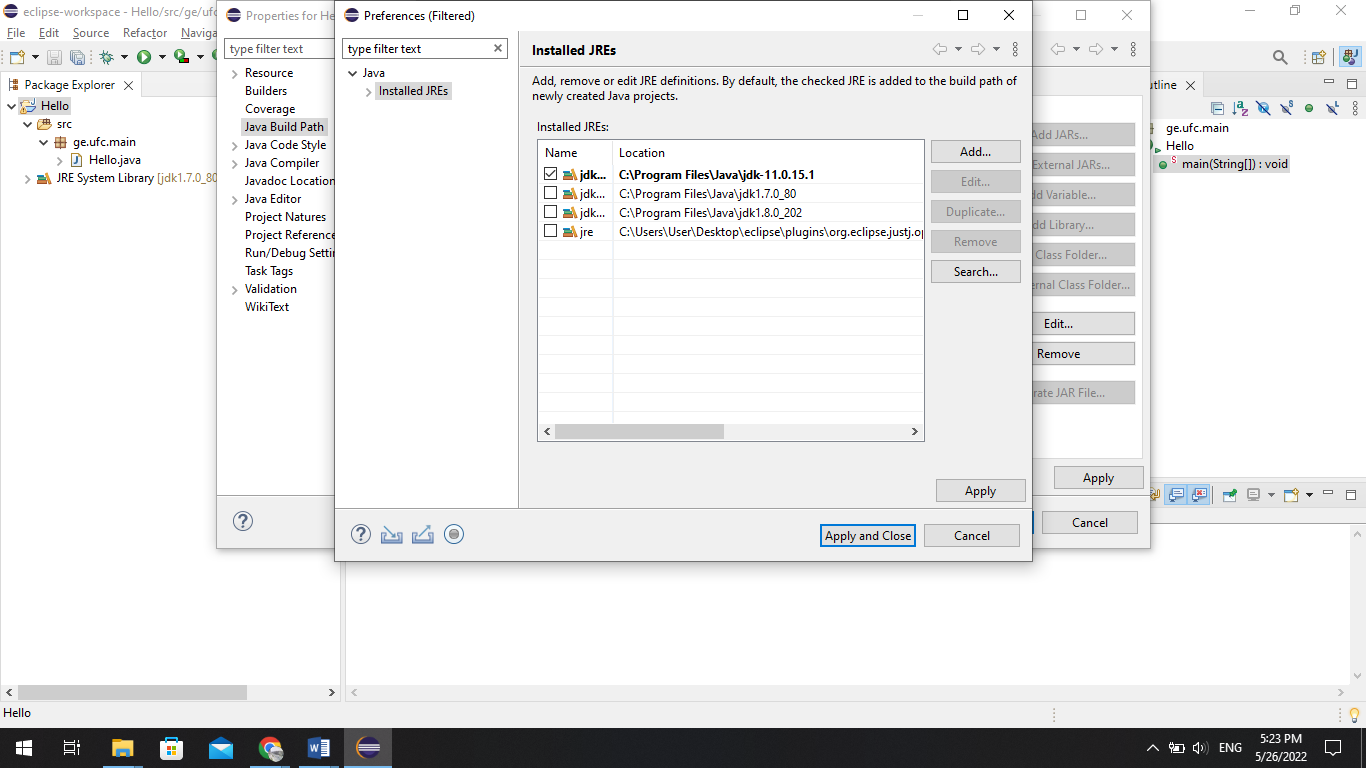 eclipse-workspace - Hello/src/ge/ufc
File Edit Source Refactor Naviga
Package Explorer
Hello
src
ge.ufc.main
Hello.java
JRE System Library [jdk1.7.0_80
Properties for He
type filter text
Resource
Builders
Coverage
Java Build Path
Java Code Style
Java Compiler
Javadoc Location
Java Editor
Project Natures
Project Reference
Run/Debug Settin
Task Tags
Validation
WikiText
Preferences (Filtered)
type filter text
Java
Installed JREs
Installed JREs
Add, remove or edit JRE definitions. By default, the checked JRE is added to the build path of
newly created Java projects.
Installed JREs:
Name Location
jdk... C:\Program Files\Java\jdk-11.0.15.1
jdk... C:\Program Files\Java\jdk1.7.0_80
jdk... C:\Program Files\Java\jdk1.8.0_202
jre C:\Users\User\Desktop\eclipse\plugins\org.eclipse.justj.op
Add...
Edit...
Duplicate...
Remove
Search...
Apply
Apply and Close
Cancel
Add JARs...
External JARs...
dd Variable...
dd Library...
Class Folder...
rnal Class Folder...
Edit...
Remove
rate JAR File...
Apply
Cancel
utline
ge.ufc.main
Hello
main(String[]) : void
Hello
ENG
5:23 PM
5/26/2022